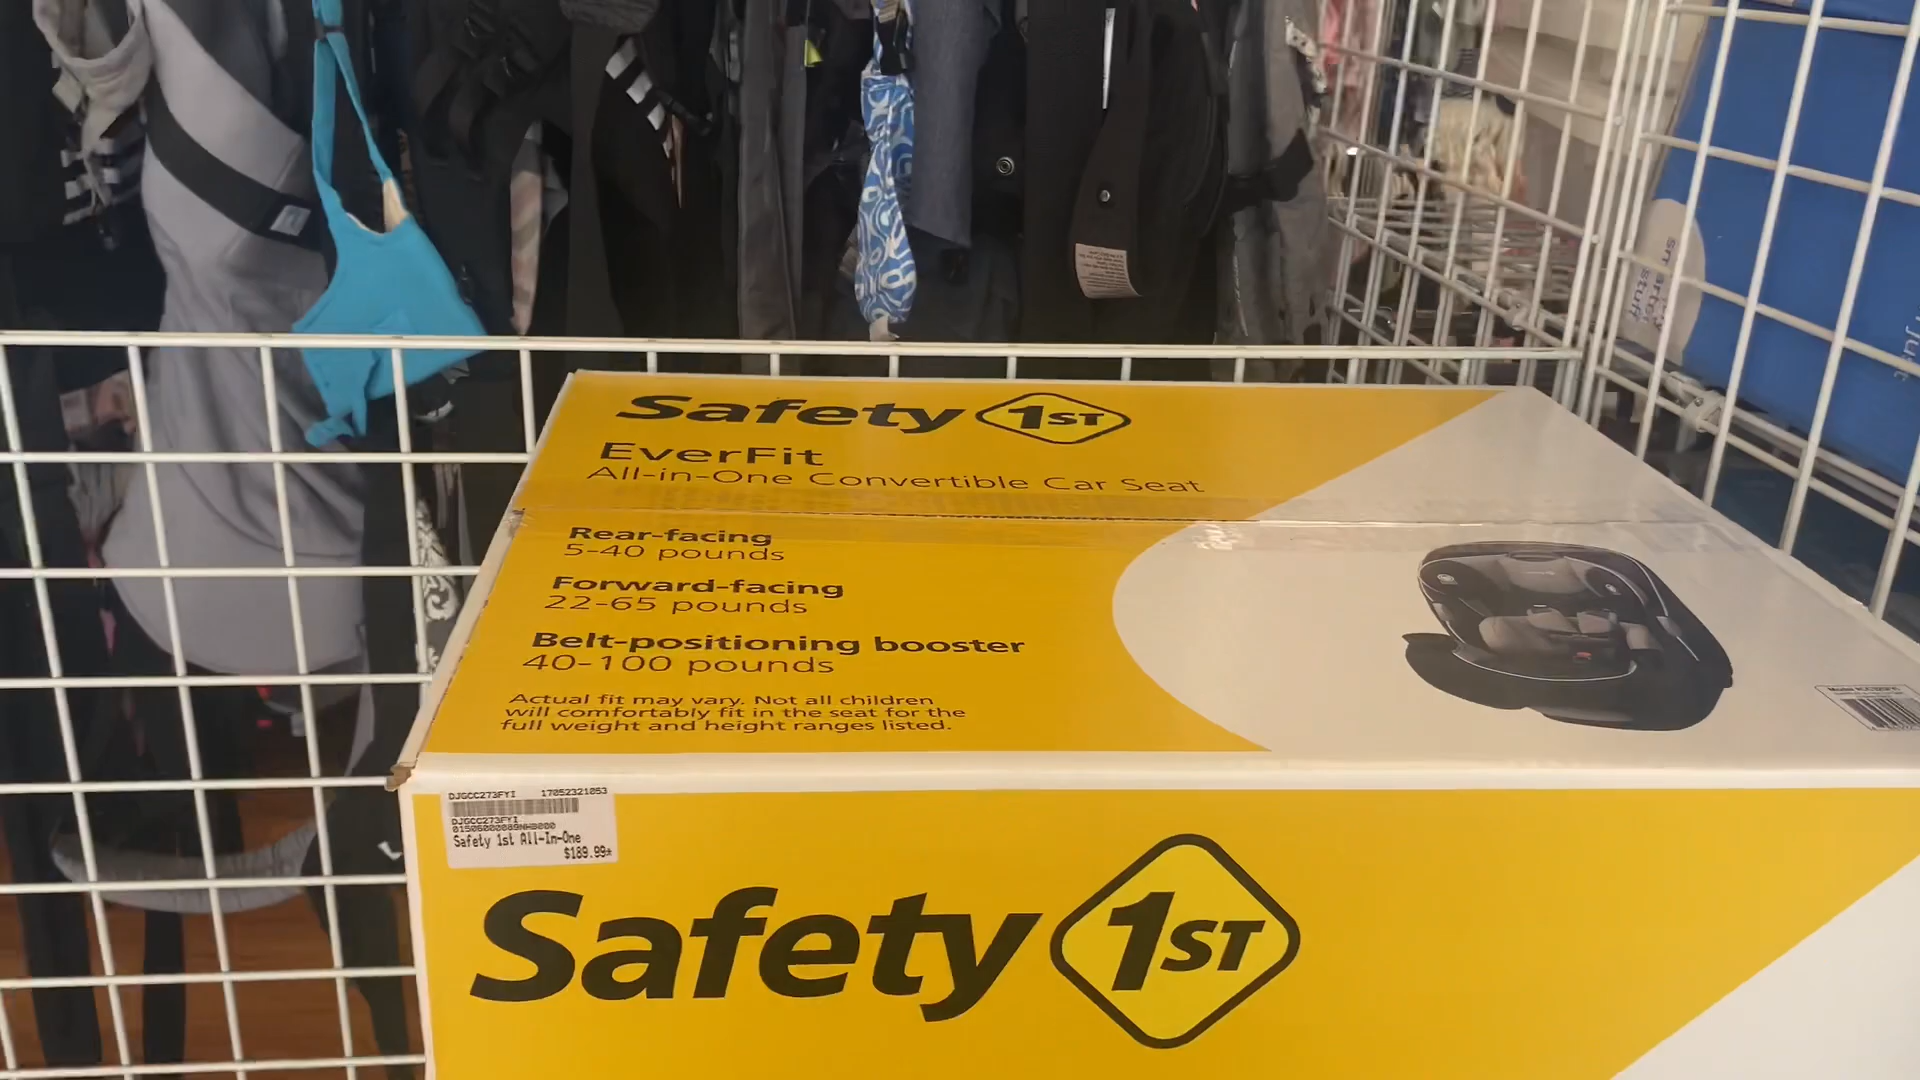 Safety 1ST
EverFit
All-in-One Convertible Car Seat
Rear-facing
5-40 pounds
Forward-facing
22-65 pounds
Belt-positioning booster
40-100 pounds
Actual fit may vary. Not all children
will comfortably fit in the seat for the
full weight and height ranges listed.
DJGCC273FYI 17052321053
DJGCC273FYI
Safety 1st All-In-One
$189.99
Safety 1ST
smarter
stuff